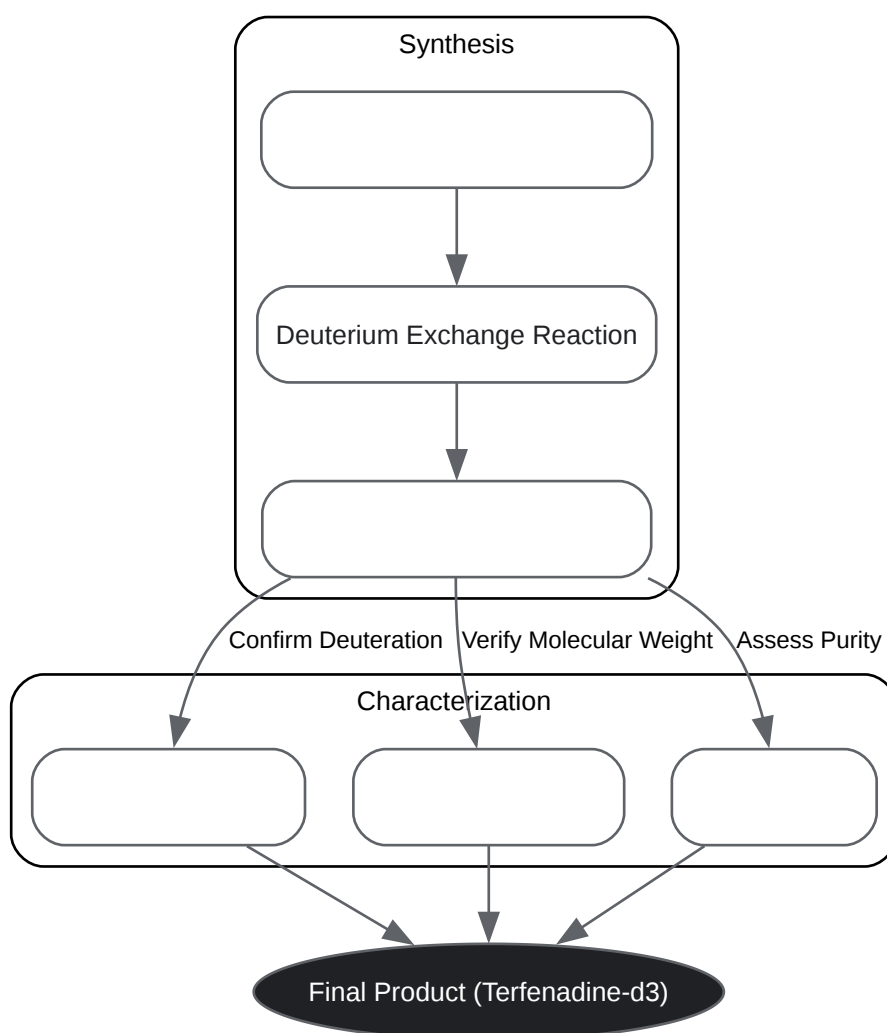 Synthesis
Deuterium Exchange Reaction
Confirm Deuteration
Verify Molecular Weight
Assess Purity
Characterization
Final Product (Terfenadine-d3)